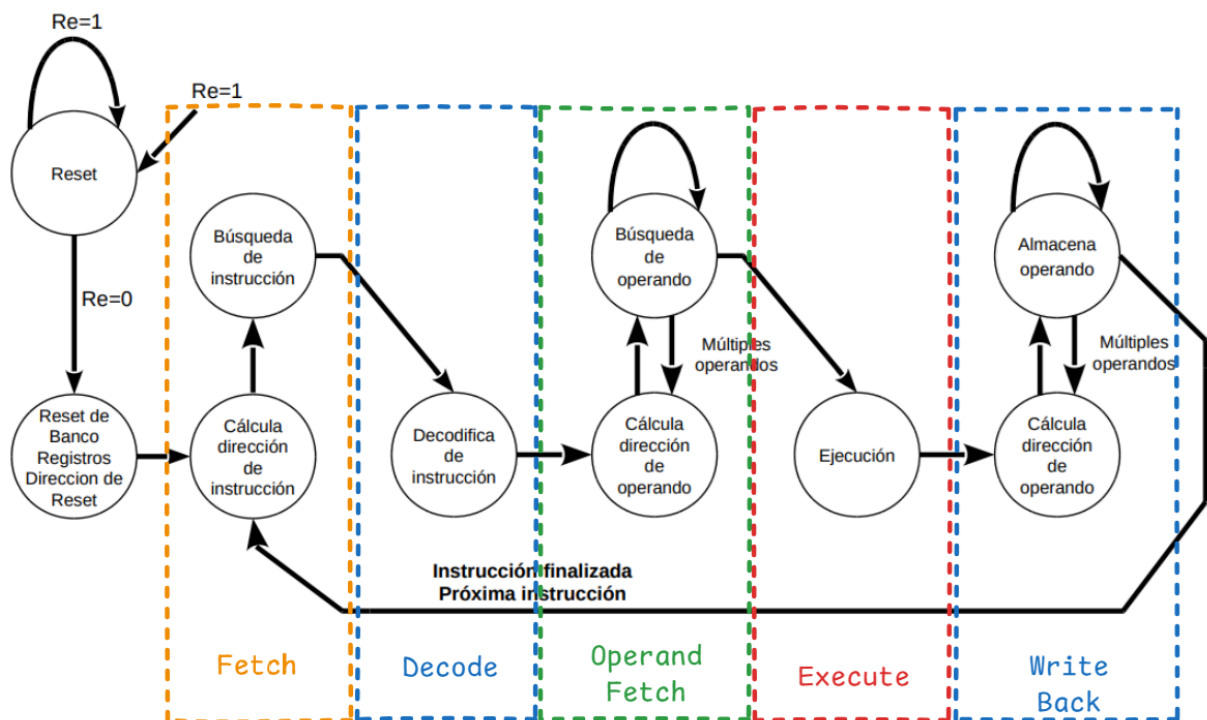 Re=1
Re=1
Reset
Re=0
Reset de
Banco
Registros
Direccion de
Reset
Búsqueda
de
instrucción
Cálcula
dirección
de
instrucción
Decodifica
de
instrucción
Búsqueda
de
operando
Múltiples
operandos
Cálcula
dirección
de
operando
Ejecución
Almacena
operando
Múltiples
operandos
Cálcula
dirección
de
operando
Instrucción finalizada
Próxima instrucción
Fetch
Decode
Operand
Fetch
Execute
Write
Back